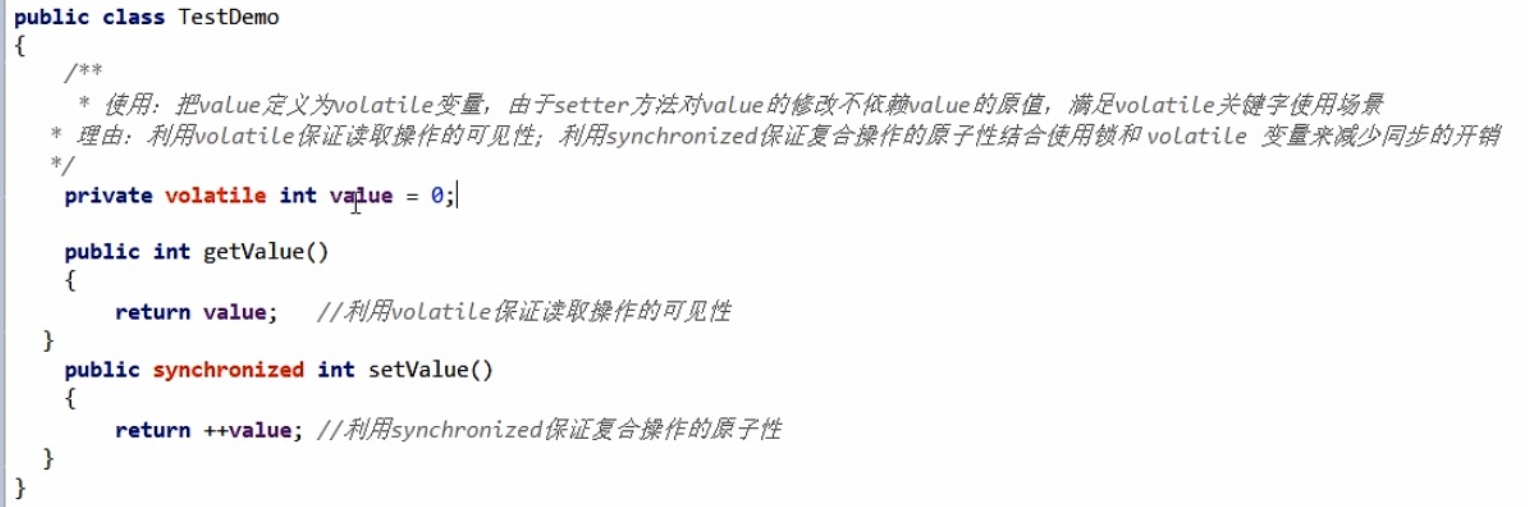 public class TestDemo
{
/**
* 使用：把value定义为volatile变量，由于setter方法对value的修改不依赖value的原值，满足volatile关键字使用场景
* 理由：利用volatile保证读取操作的可见性；利用synchronized保证复合操作的原子性结合使用锁和 volatile 变量来减少同步的开销
*/
private volatile int value = 0;
public int getValue()
{
return value; //利用volatile保证读取操作的可见性
}
public synchronized int setValue()
{
return ++value; //利用synchronized保证复合操作的原子性
}
}